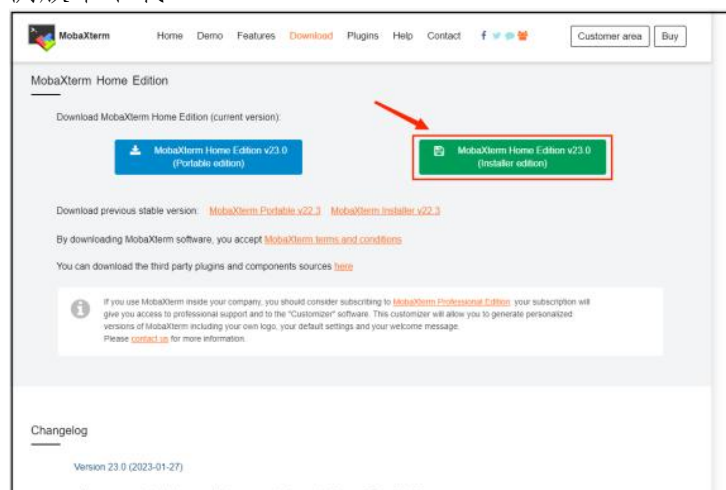 MobaXterm
Home Demo Features Download Plugins Help Contact
Customer area Buy
MobaXterm Home Edition
Download MobaXterm Home Edition (current version):
MobaXterm Home Edition v23.0
(Portable edition)
MobaXterm Home Edition v23.0
(Installer edition)
Download previous stable version: MobaXterm Portable v22.3 MobaXterm Installer v22.3
By downloading MobaXterm software, you accept MobaXterm terms and conditions
You can download the third party plugins and components sources here
If you use MobaXterm inside your company, you should consider subscribing to MobaXterm Professional Edition: your subscription will
give you access to professional support and to the "Customizer" software. This customizer will allow you to generate personalized
versions of MobaXterm including your own logo, your default settings and your welcome message.
Please contact us for more information.
Changelog
Version 23.0 (2023-01-27)